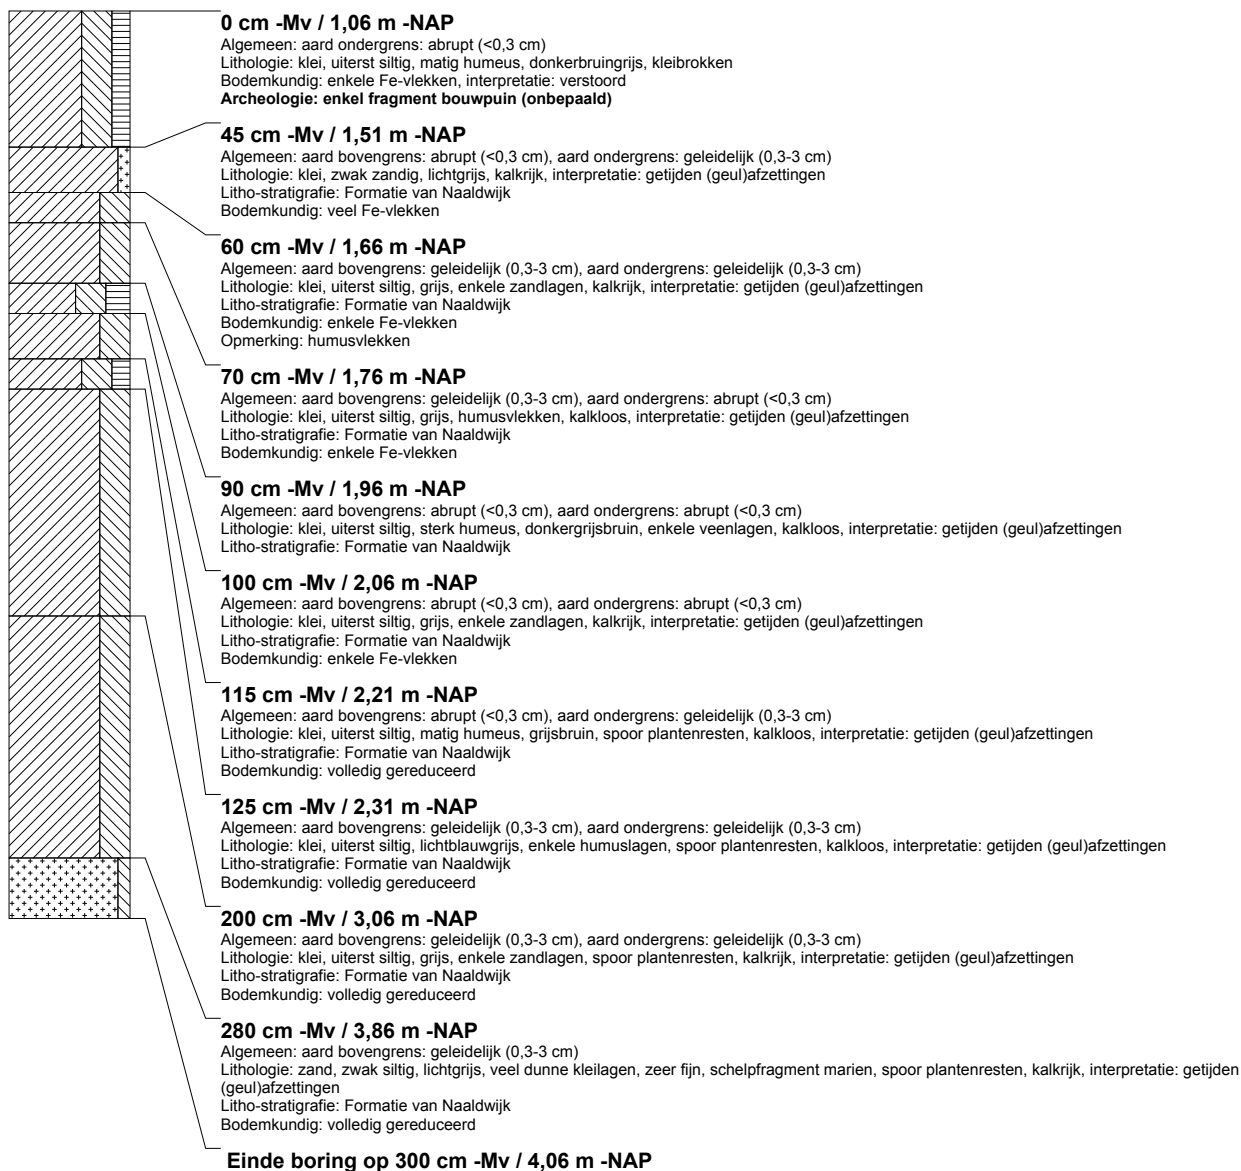 0 cm -Mv / 1,06 m -NAP
Algemeen: aard ondergrens: abrupt (<0,3 cm)
Lithologie: klei, uiterst siltig, matig humeus, donkerbruingrijs, kleibrokken
Bodemkundig: enkele Fe-vlekken, interpretatie: verstoord
Archeologie: enkel fragment bouwpuin (onbepaald)
45 cm -Mv / 1,51 m -NAP
Algemeen: aard bovengrens: abrupt (<0,3 cm), aard ondergrens: geleidelijk (0,3-3 cm)
Lithologie: klei, zwak zandig, lichtgrijs, kalkrijk, interpretatie: getijden (geul)afzettingen
Litho-stratigrafie: Formatie van Naaldwijk
Bodemkundig: veel Fe-vlekken
60 cm -Mv / 1,66 m -NAP
Algemeen: aard bovengrens: geleidelijk (0,3-3 cm), aard ondergrens: geleidelijk (0,3-3 cm)
Lithologie: klei, uiterst siltig, grijs, enkele zandlagen, kalkrijk, interpretatie: getijden (geul)afzettingen
Litho-stratigrafie: Formatie van Naaldwijk
Bodemkundig: enkele Fe-vlekken
Opmerking: humusvlekken
70 cm -Mv / 1,76 m -NAP
Algemeen: aard bovengrens: geleidelijk (0,3-3 cm), aard ondergrens: abrupt (<0,3 cm)
Lithologie: klei, uiterst siltig, grijs, humusvlekken, kalkloos, interpretatie: getijden (geul)afzettingen
Litho-stratigrafie: Formatie van Naaldwijk
Bodemkundig: enkele Fe-vlekken
90 cm -Mv / 1,96 m -NAP
Algemeen: aard bovengrens: abrupt (<0,3 cm), aard ondergrens: abrupt (<0,3 cm)
Lithologie: klei, uiterst siltig, sterk humeus, donkergrijsbruin, enkele veenlagen, kalkloos, interpretatie: getijden (geul)afzettingen
Litho-stratigrafie: Formatie van Naaldwijk
100 cm -Mv / 2,06 m -NAP
Algemeen: aard bovengrens: abrupt (<0,3 cm), aard ondergrens: abrupt (<0,3 cm)
Lithologie: klei, uiterst siltig, grijs, enkele zandlagen, kalkrijk, interpretatie: getijden (geul)afzettingen
Litho-stratigrafie: Formatie van Naaldwijk
Bodemkundig: enkele Fe-vlekken
115 cm -Mv / 2,21 m -NAP
Algemeen: aard bovengrens: abrupt (<0,3 cm), aard ondergrens: geleidelijk (0,3-3 cm)
Lithologie: klei, uiterst siltig, matig humeus, grijsbruin, spoor plantenresten, kalkloos, interpretatie: getijden (geul)afzettingen
Litho-stratigrafie: Formatie van Naaldwijk
Bodemkundig: volledig gereduceerd
125 cm -Mv / 2,31 m -NAP
Algemeen: aard bovengrens: geleidelijk (0,3-3 cm), aard ondergrens: geleidelijk (0,3-3 cm)
Lithologie: klei, uiterst siltig, lichtblauwgrijs, enkele humuslagen, spoor plantenresten, kalkloos, interpretatie: getijden (geul)afzettingen
Litho-stratigrafie: Formatie van Naaldwijk
Bodemkundig: volledig gereduceerd
200 cm -Mv / 3,06 m -NAP
Algemeen: aard bovengrens: geleidelijk (0,3-3 cm), aard ondergrens: geleidelijk (0,3-3 cm)
Lithologie: klei, uiterst siltig, grijs, enkele zandlagen, spoor plantenresten, kalkrijk, interpretatie: getijden (geul)afzettingen
Litho-stratigrafie: Formatie van Naaldwijk
Bodemkundig: volledig gereduceerd
280 cm -Mv / 3,86 m -NAP
Algemeen: aard bovengrens: geleidelijk (0,3-3 cm)
Lithologie: zand, zwak siltig, lichtgrijs, veel dunne kleilagen, zeer fijn, schelpfragment marien, spoor plantenresten, kalkrijk, interpretatie: getijden
(geul)afzettingen
Litho-stratigrafie: Formatie van Naaldwijk
Bodemkundig: volledig gereduceerd
Einde boring op 300 cm -Mv / 4,06 m -NAP